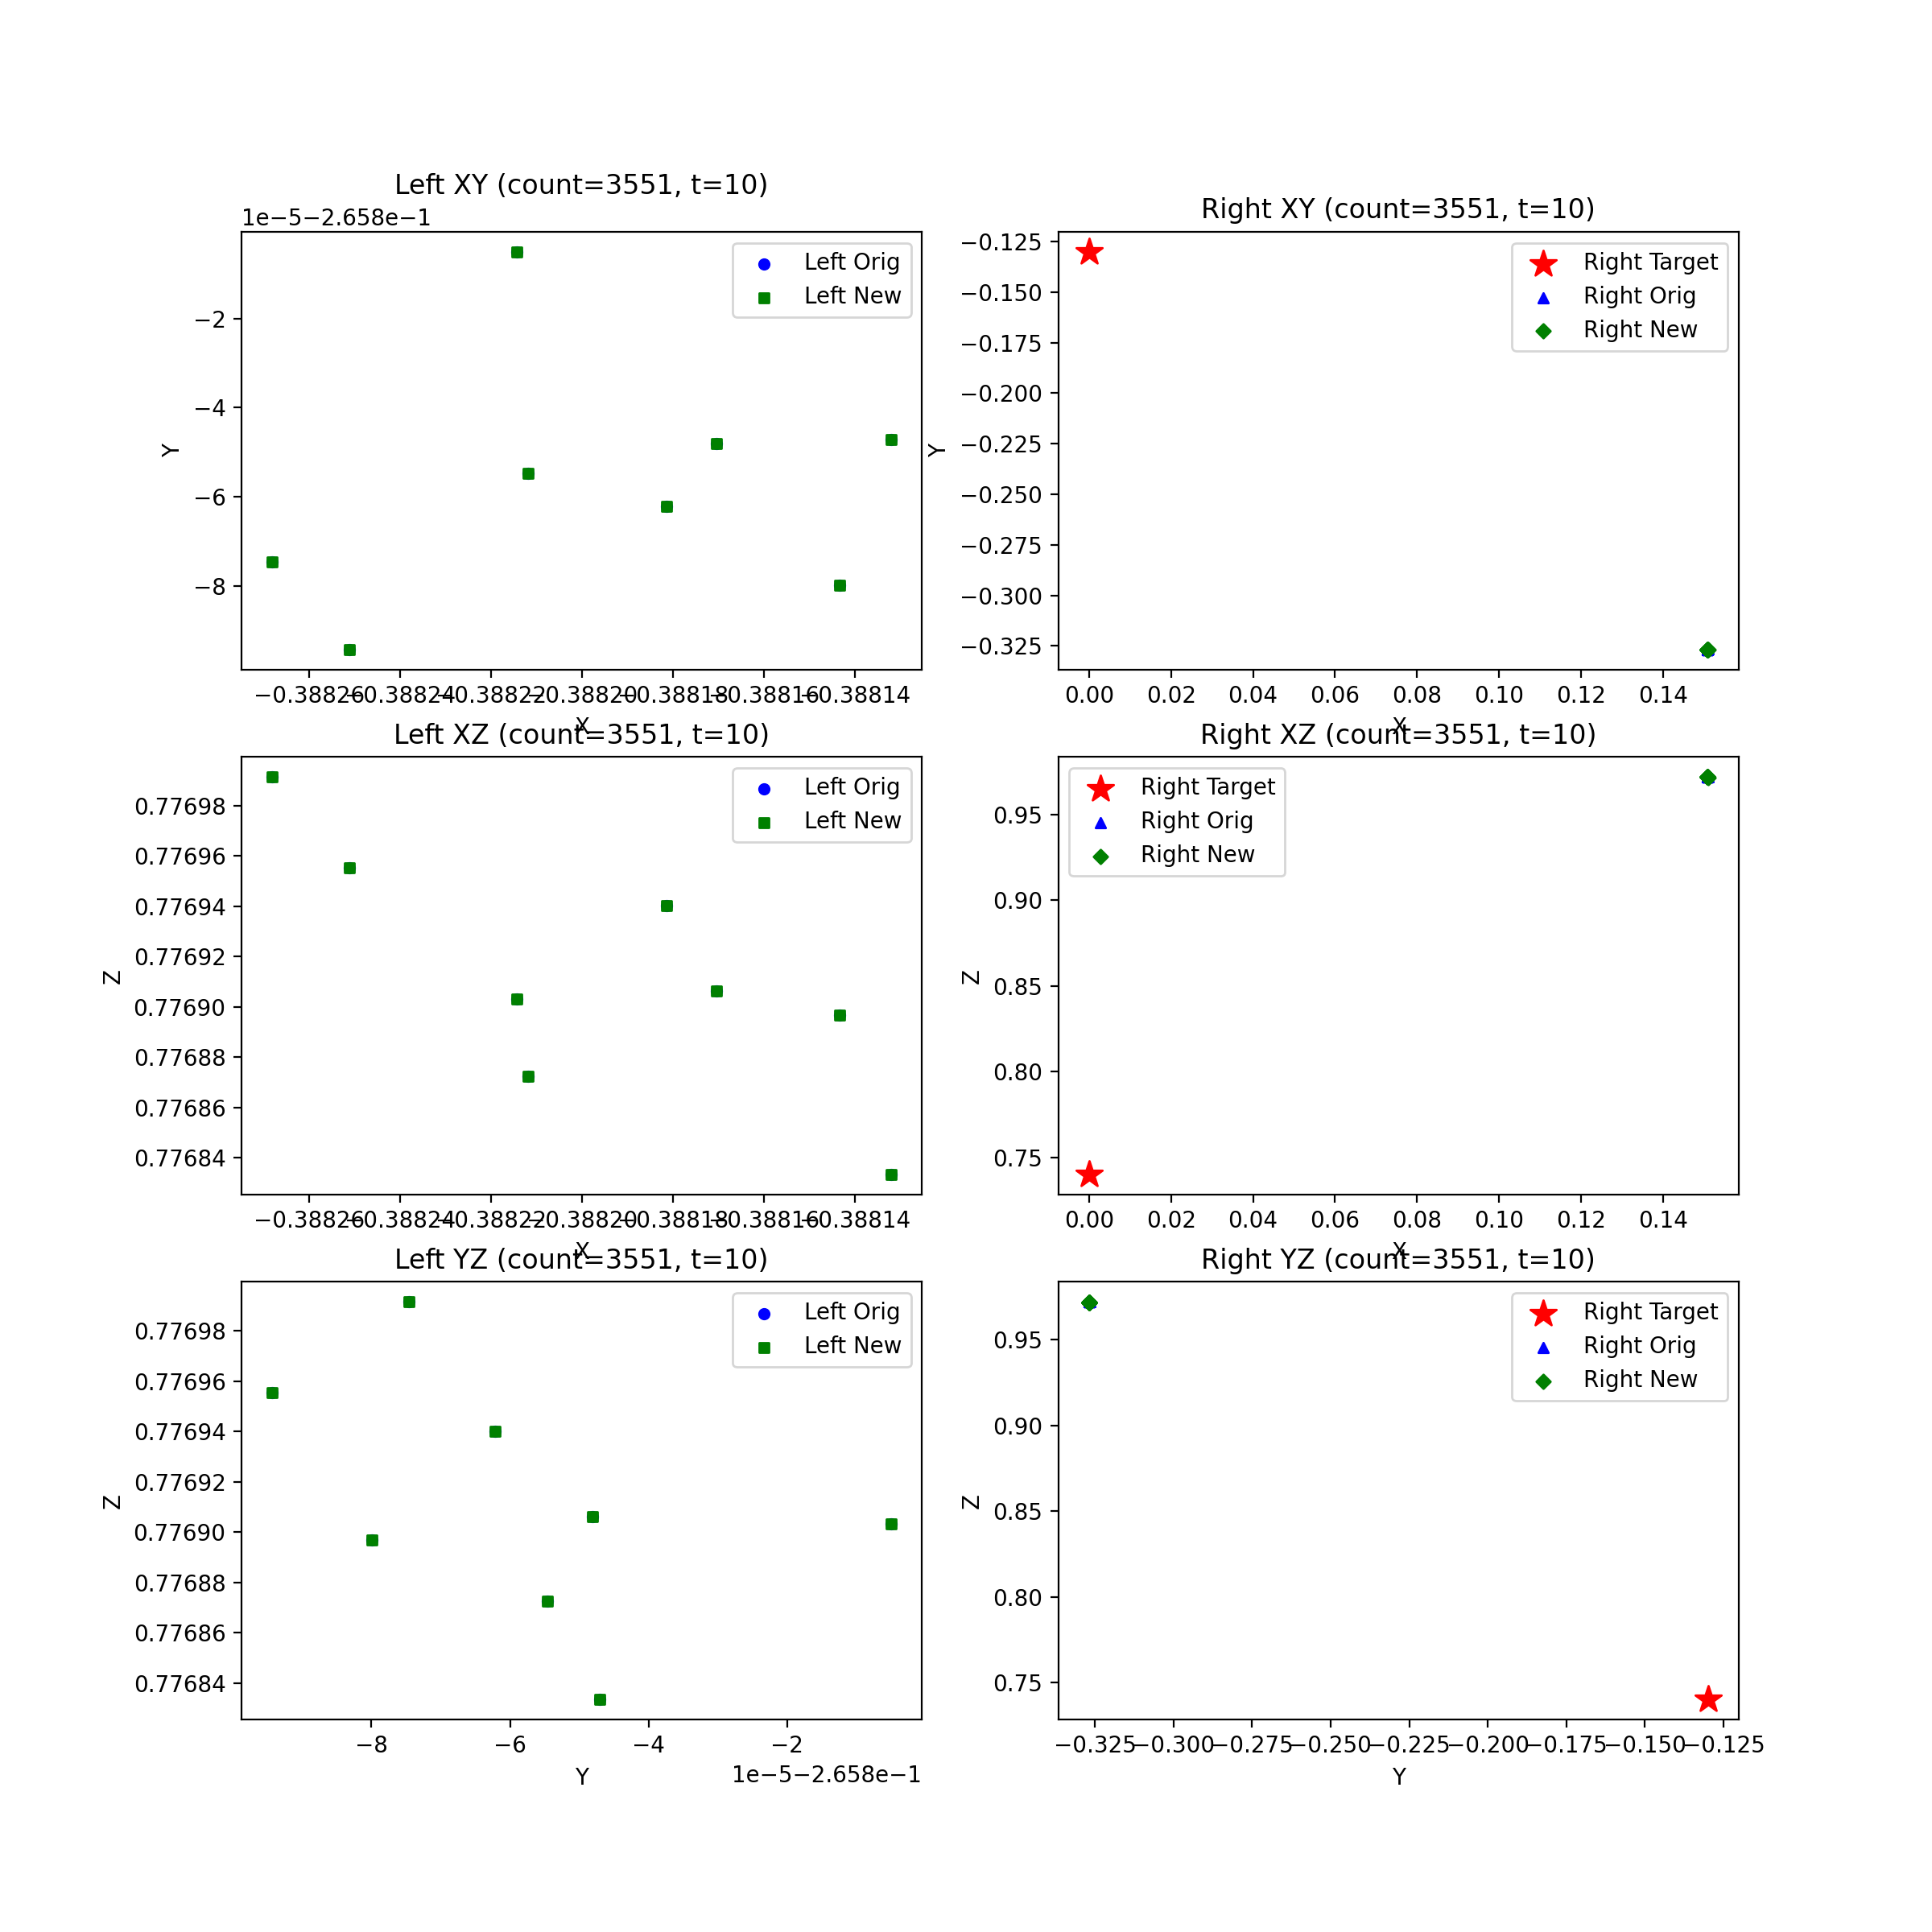 Left XY (count=3551, t=10)
1e−5−2.658e−1
Left Orig
Left New
−2
−4
−6
−8
Y
−0.38826 −0.38824 −0.38822 −0.38820 −0.38818 −0.38816 −0.38814
X
Right XY (count=3551, t=10)
Right Target
Right Orig
Right New
−0.125
−0.150
−0.175
−0.200
−0.225
−0.250
−0.275
−0.300
−0.325
Y
0.00 0.02 0.04 0.06 0.08 0.10 0.12 0.14
X
Left XZ (count=3551, t=10)
Left Orig
Left New
0.77698
0.77696
0.77694
0.77692
0.77690
0.77688
0.77686
0.77684
Z
−0.38826 −0.38824 −0.38822 −0.38820 −0.38818 −0.38816 −0.38814
X
Right XZ (count=3551, t=10)
Right Target
Right Orig
Right New
0.95
0.90
0.85
0.80
0.75
Z
0.00 0.02 0.04 0.06 0.08 0.10 0.12 0.14
X
Left YZ (count=3551, t=10)
Left Orig
Left New
0.77698
0.77696
0.77694
0.77692
0.77690
0.77688
0.77686
0.77684
Z
−8 −6 −4 −2
Y
1e−5−2.658e−1
Right YZ (count=3551, t=10)
Right Target
Right Orig
Right New
0.95
0.90
0.85
0.80
0.75
Z
−0.325 −0.300 −0.275 −0.250 −0.225 −0.200 −0.175 −0.150 −0.125
Y